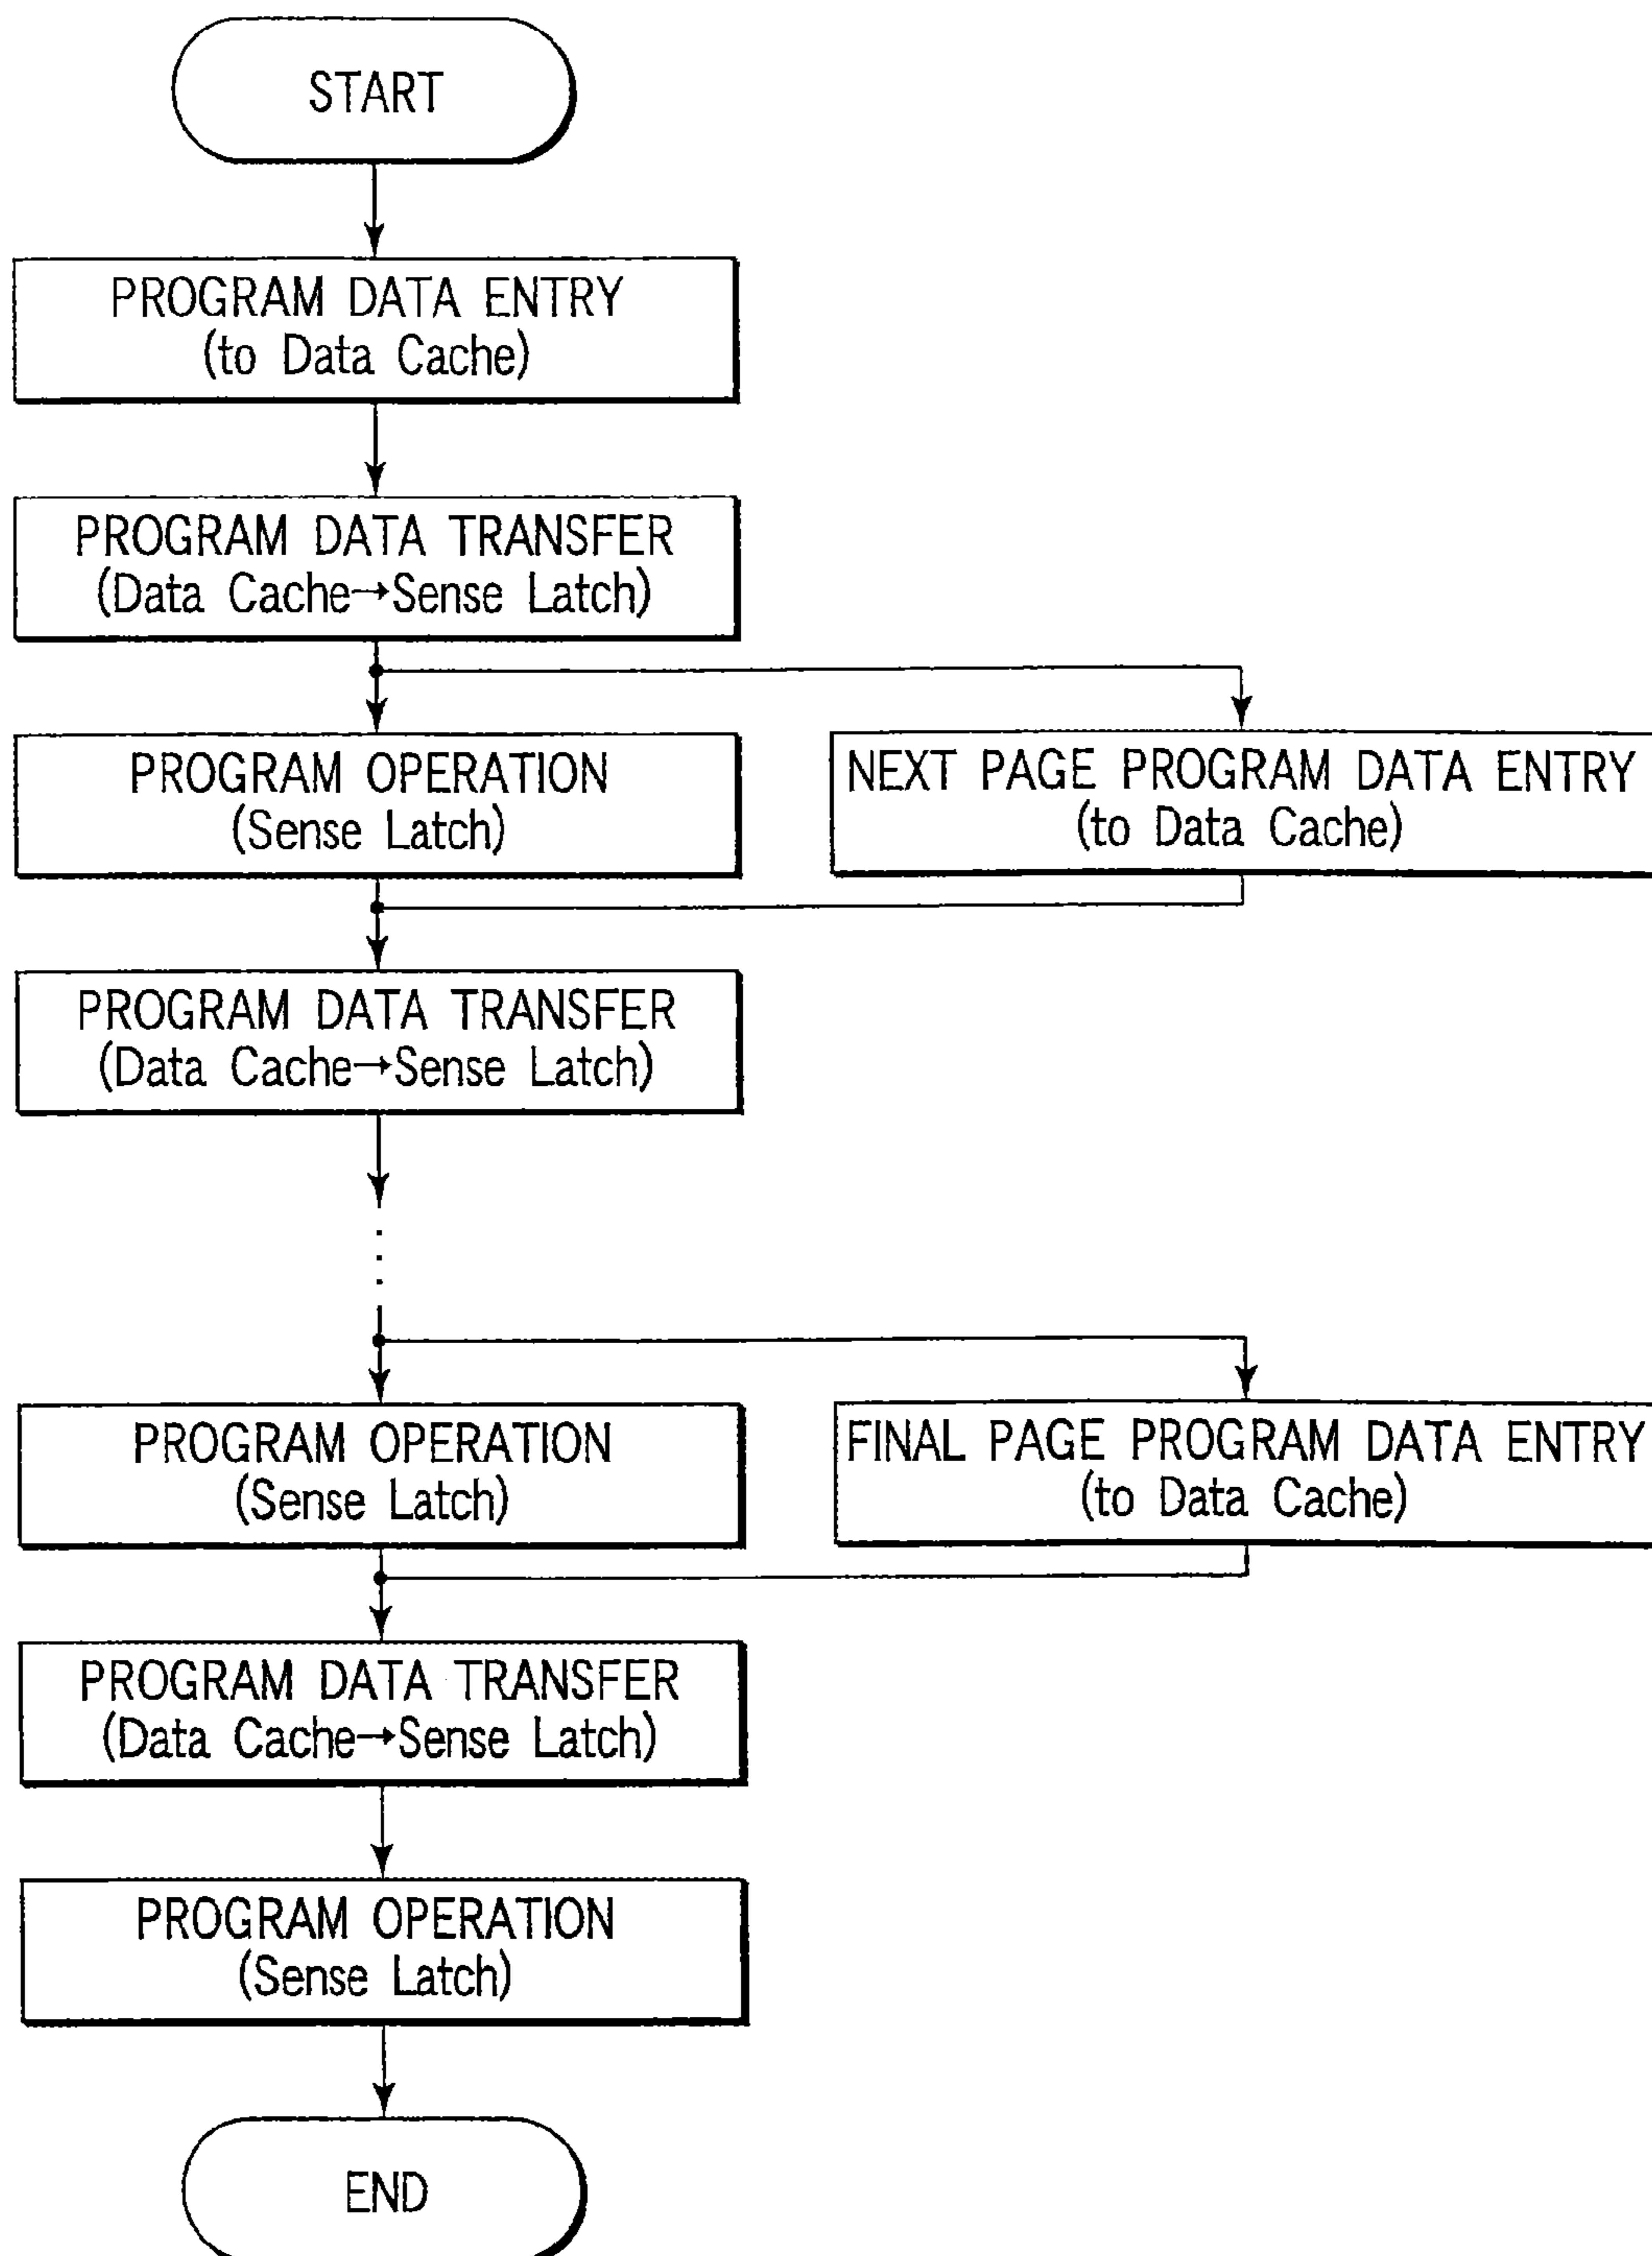 START
PROGRAM DATA ENTRY
(to Data Cache)
PROGRAM DATA TRANSFER
(Data Cache→Sense Latch)
PROGRAM OPERATION
(Sense Latch)
NEXT PAGE PROGRAM DATA ENTRY
(to Data Cache)
PROGRAM DATA TRANSFER
(Data Cache→Sense Latch)
PROGRAM OPERATION
(Sense Latch)
FINAL PAGE PROGRAM DATA ENTRY
(to Data Cache)
PROGRAM DATA TRANSFER
(Data Cache→Sense Latch)
PROGRAM OPERATION
(Sense Latch)
END